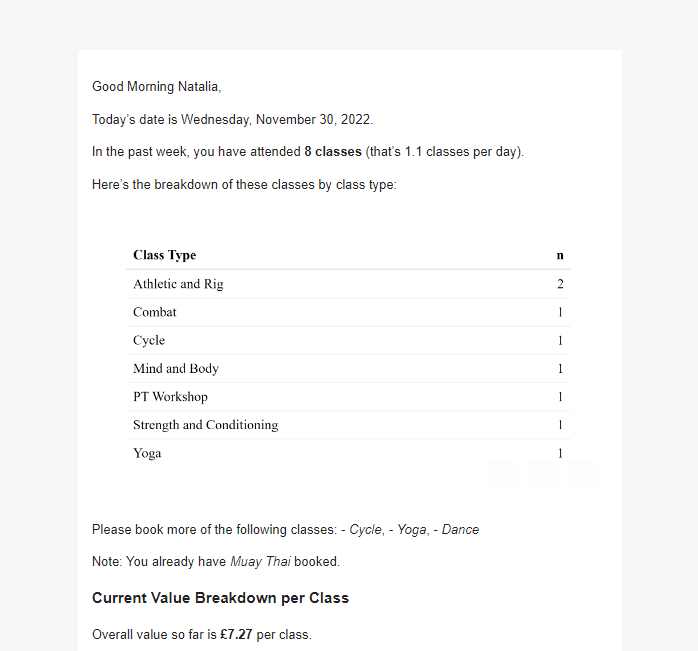 Good Morning Natalia,
Today's date is Wednesday, November 30, 2022.
In the past week, you have attended 8 classes (that's 1.1 classes per day).
Here's the breakdown of these classes by class type:
Class Type n
Athletic and Rig 2
Combat 1
Cycle 1
Mind and Body 1
PT Workshop 1
Strength and Conditioning 1
Yoga 1
Please book more of the following classes: - Cycle, - Yoga, - Dance
Note: You already have Muay Thai booked.
Current Value Breakdown per Class
Overall value so far is £7.27 per class.